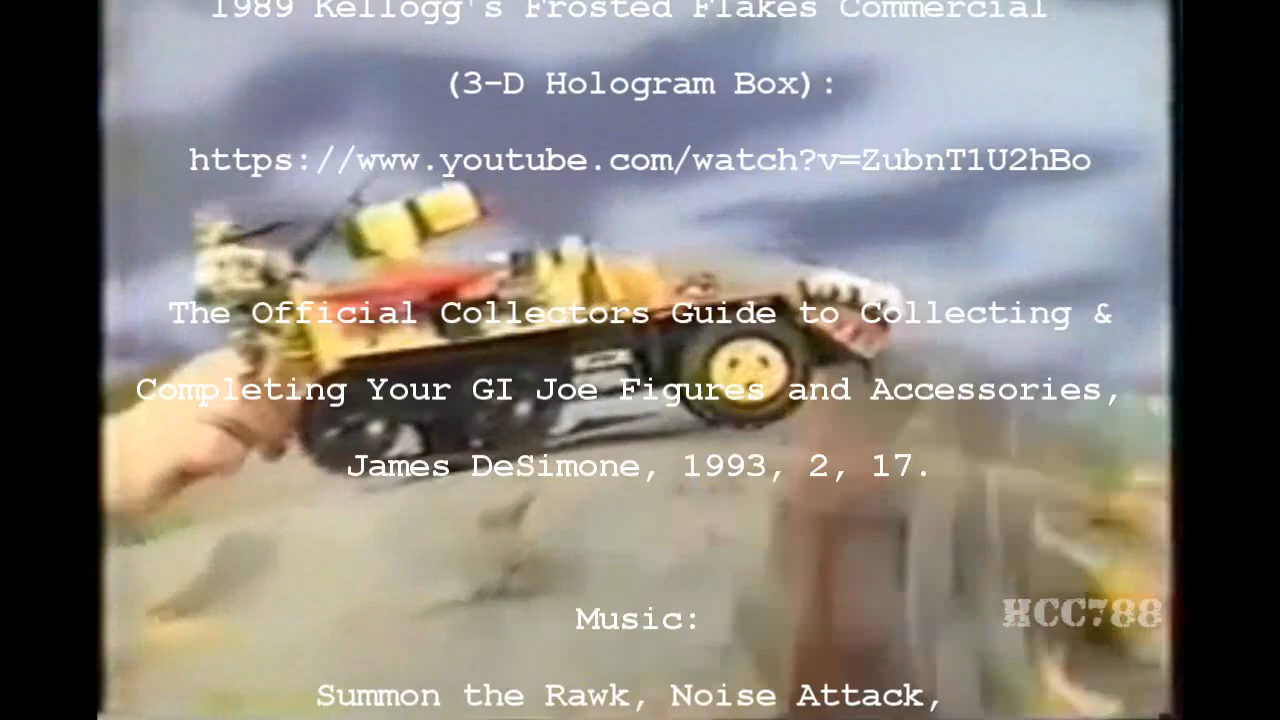 1989 Kellogg's Frosted Flakes Commercial
(3-D Hologram Box):
https://www.youtube.com/watch?v=ZubnT1U2hBo
The Official Collectors Guide to Collecting &
Completing Your GI Joe Figures and Accessories,
James DeSimone, 1993, 2, 17.
HCC788
Music:
Summon the Rawk, Noise Attack,